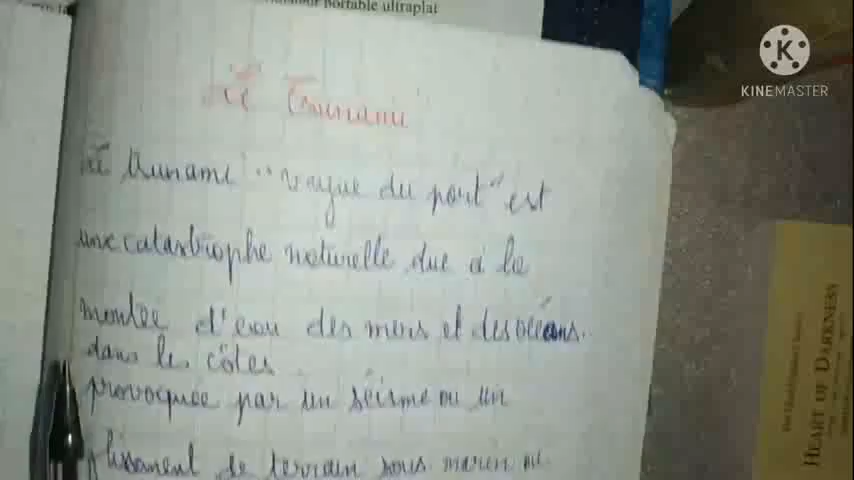 portable ultraplat
KINEMASTER
Le Tsunami
Le tsunami "vague du port" est
une catastrophe naturelle due à la
montée d'eau des mers et des océans.
dans les côtes
provoquée par un séisme ou un
glissement de terrain sous-marin ou
HEART OF DARKNESS